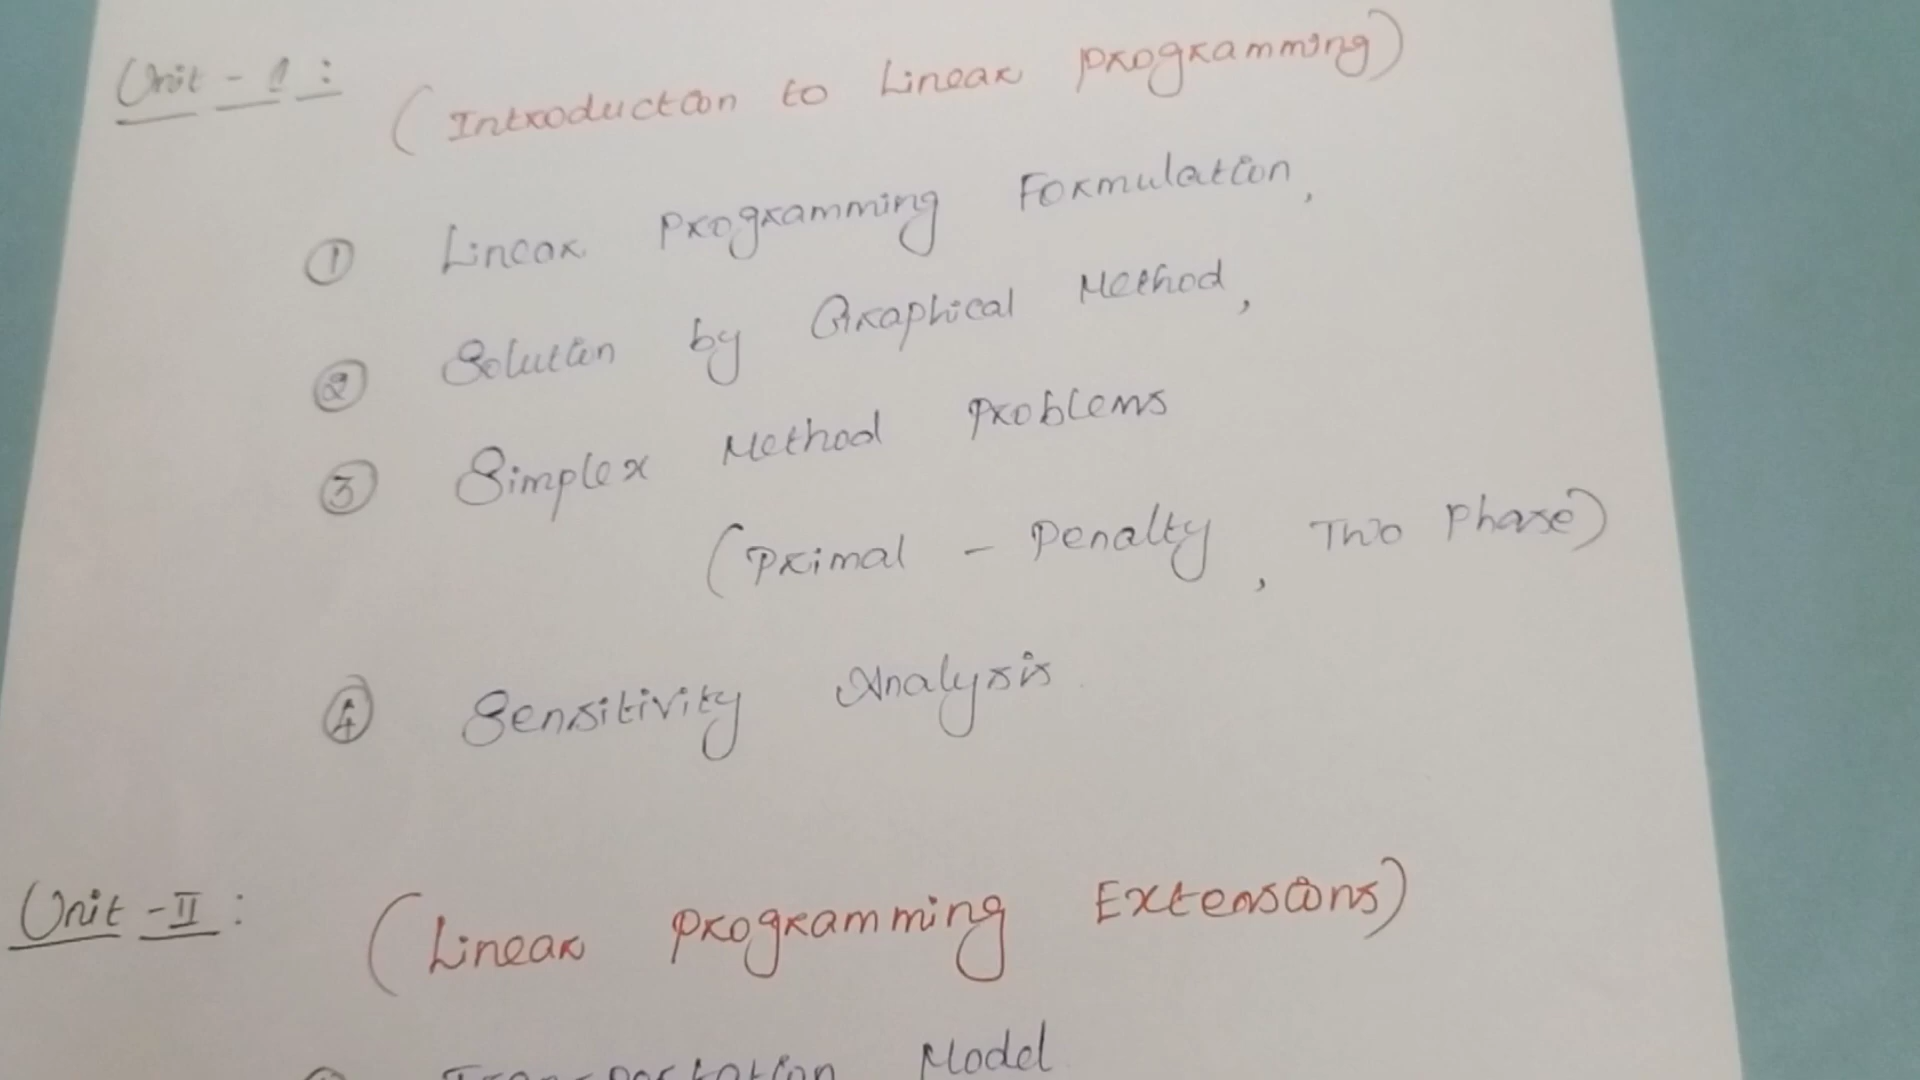 Unit - I :
(Introduction to Linear Programming)
① Linear Programming Formulation,
② Solution by Graphical Method,
③ Simplex Method Problems
(Primal - Penalty, Two Phase)
④ Sensitivity Analysis
Unit - II : (Linear Programming Extensions)
Transportation Model